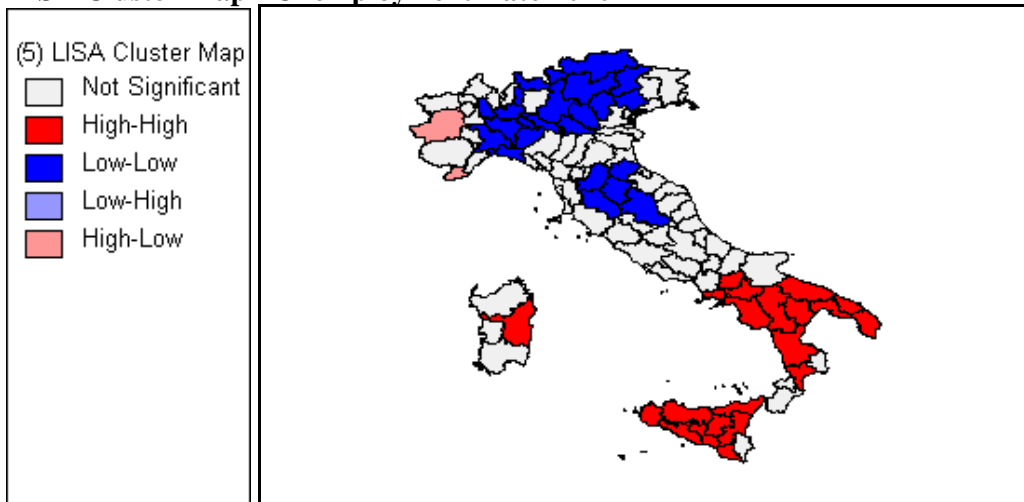 (5) LISA Cluster Map
Not Significant
High-High
Low-Low
Low-High
High-Low